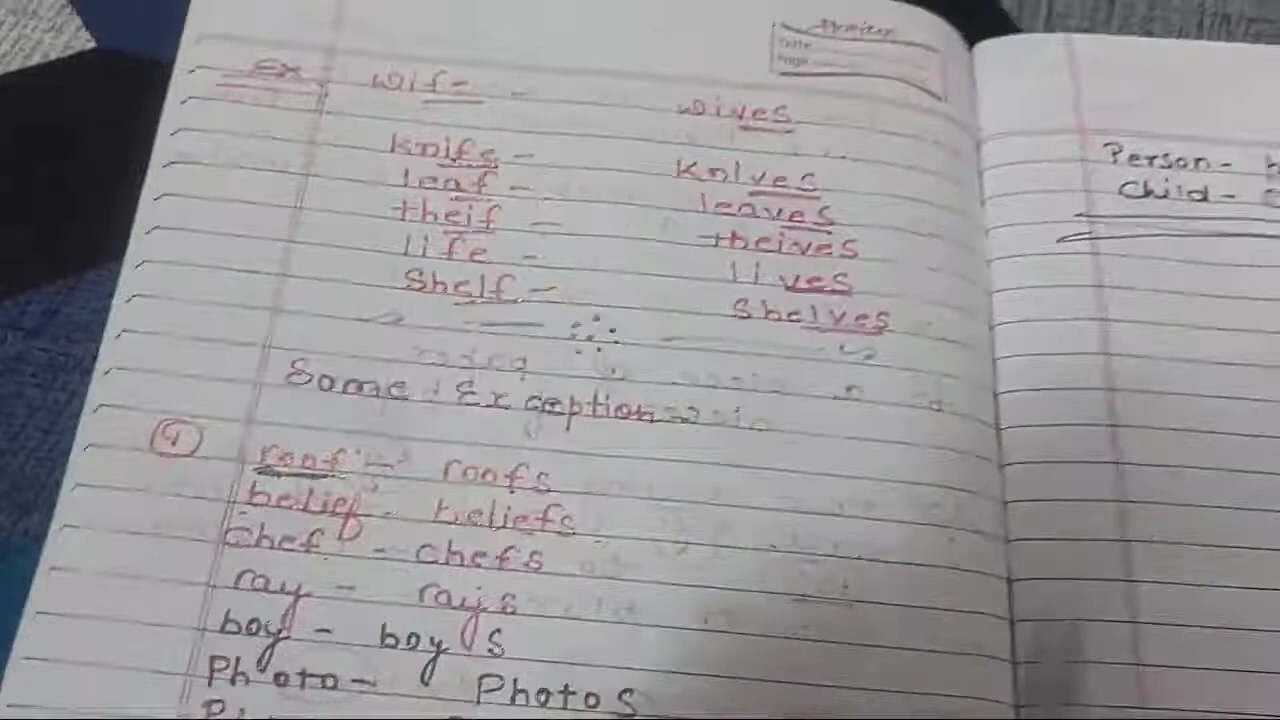 Date
Page
Ex wif- - wives
knifs - knives
leaf - leaves
theif - theives
life - lives
Shelf - shelves
Some Exception
roof - roofs
belief - beliefs
Chef - chefs
ray - rays
boy - boys
Photo - Photos
Person-
Child-